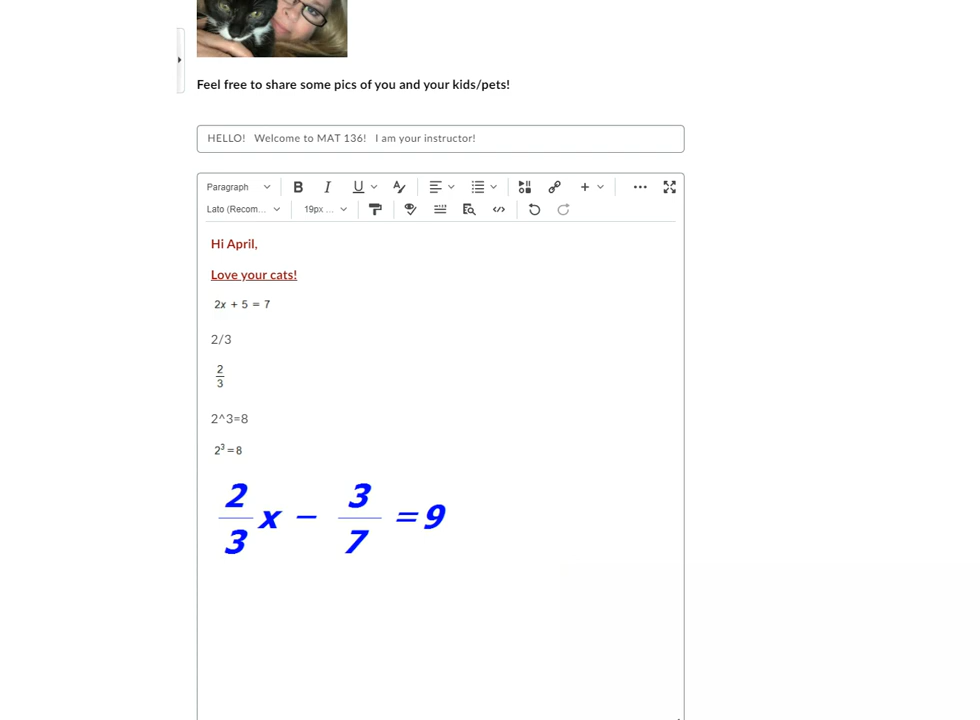 Feel free to share some pics of you and your kids/pets!
HELLO! Welcome to MAT 136! I am your instructor!
Paragraph B I U A
Lato (Recom... 19px ...
Hi April,
Love your cats!
2x + 5 = 7
2/3
2/3
2^3=8
2³=8
2/3 x − 3/7 = 9